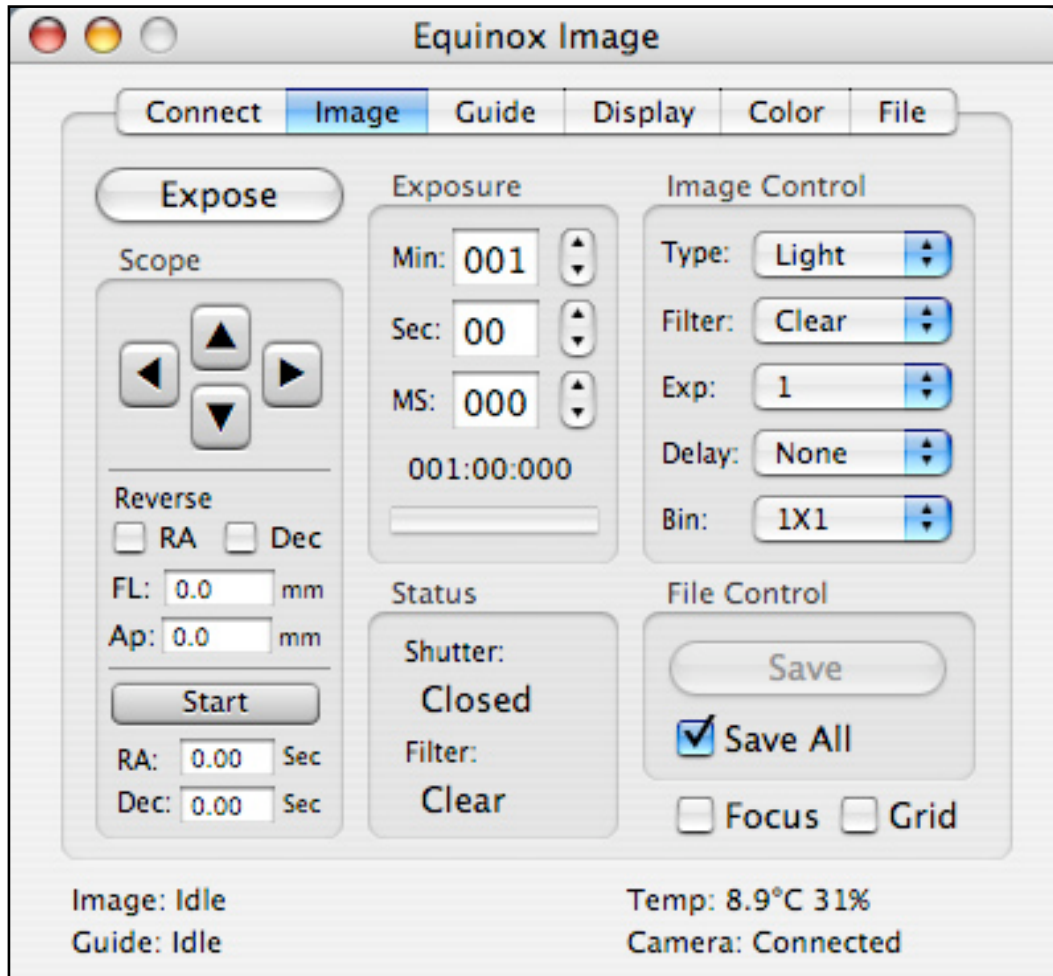 Equinox Image
Connect Image Guide Display Color File
Expose
Scope
Reverse
RA Dec
FL: 0.0 mm
Ap: 0.0 mm
Start
RA: 0.00 Sec
Dec: 0.00 Sec
Exposure
Min: 001
Sec: 00
MS: 000
001:00:000
Status
Shutter:
Closed
Filter:
Clear
Image Control
Type: Light
Filter: Clear
Exp: 1
Delay: None
Bin: 1X1
File Control
Save
Save All
Focus Grid
Image: Idle
Guide: Idle
Temp: 8.9°C 31%
Camera: Connected